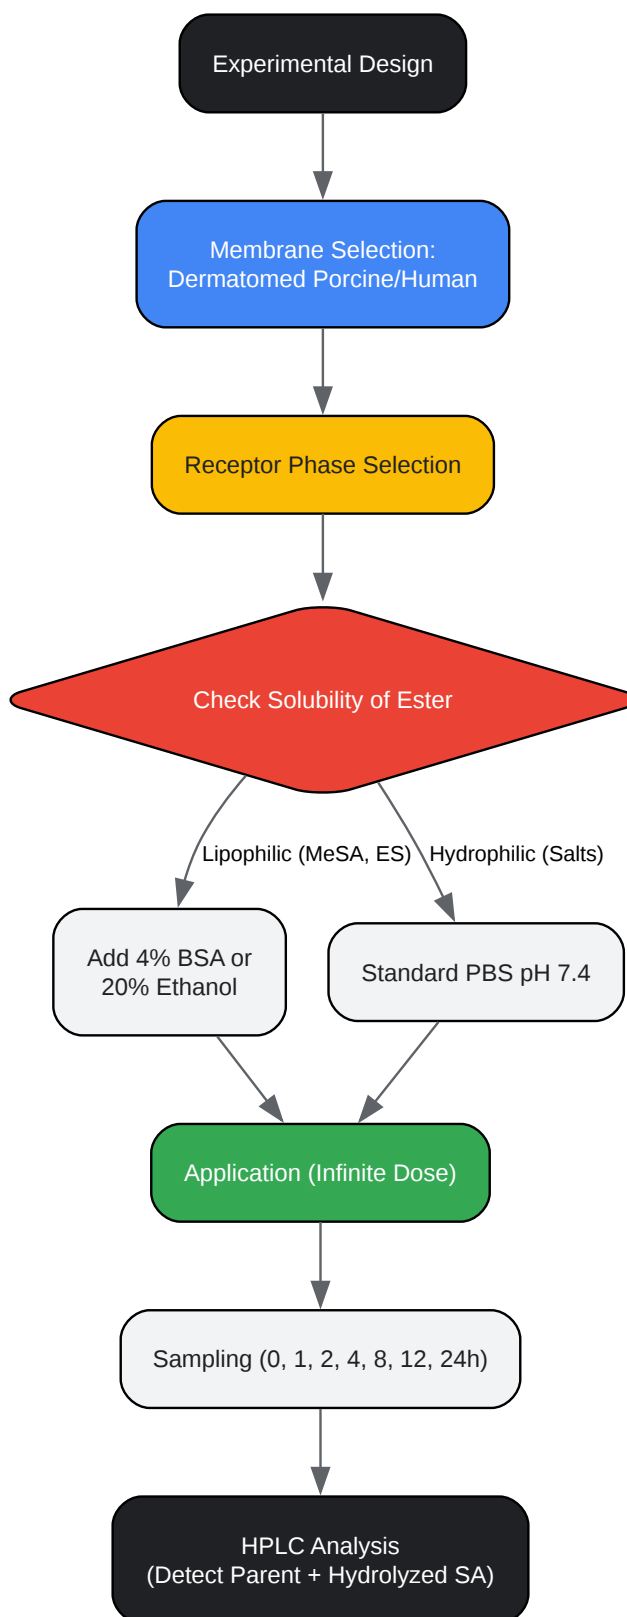 Experimental Design
Membrane Selection:
Dermatomed Porcine/Human
Receptor Phase Selection
Check Solubility of Ester
Lipophilic (MeSA, ES)
Hydrophilic (Salts)
Add 4% BSA or
20% Ethanol
Standard PBS pH 7.4
Application (Infinite Dose)
Sampling (0, 1, 2, 4, 8, 12, 24h)
HPLC Analysis
(Detect Parent + Hydrolyzed SA)